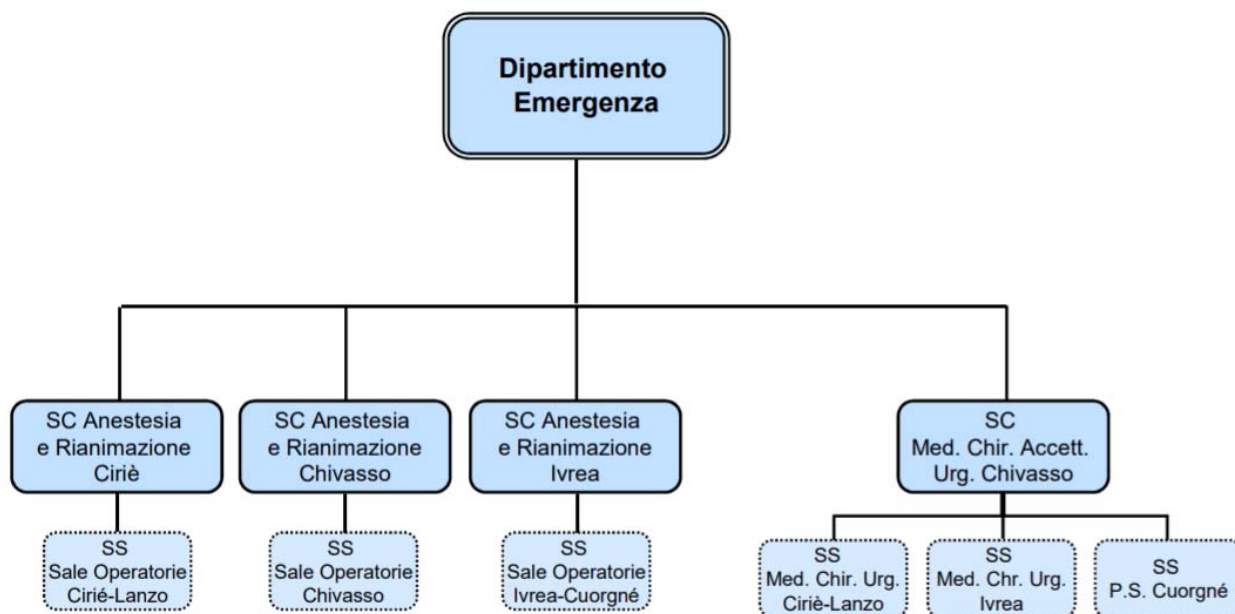 Dipartimento
Emergenza
SC Anestesia
e Rianimazione
Ciriè
SC Anestesia
e Rianimazione
Chivasso
SC Anestesia
e Rianimazione
Ivrea
SC
Med. Chir. Accett.
Urg. Chivasso
SS
Sale Operatorie
Cirié-Lanzo
SS
Sale Operatorie
Chivasso
SS
Sale Operatorie
Ivrea-Cuorgné
SS
Med. Chir. Urg.
Ciriè-Lanzo
SS
Med. Chr. Urg.
Ivrea
SS
P.S. Cuorgné